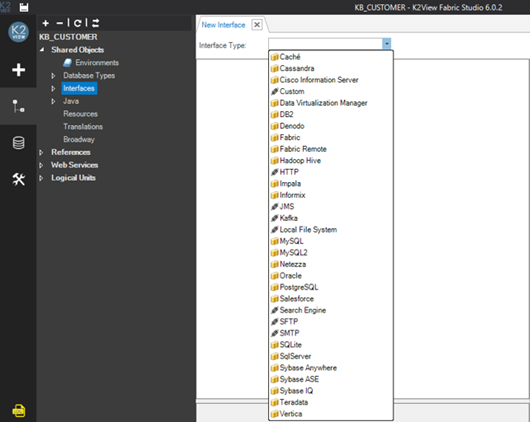 K2
KB_CUSTOMER - K2View Fabric Studio 6.0.2
K2
VIEW
KB_CUSTOMER
Shared Objects
Environments
Database Types
Interfaces
Java
Resources
Translations
Broadway
References
Web Services
Logical Units
New Interface
Interface Type:
Caché
Cassandra
Cisco Information Server
Custom
Data Virtualization Manager
DB2
Denodo
Fabric
Fabric Remote
Hadoop Hive
HTTP
Impala
Informix
JMS
Kafka
Local File System
MySQL
MySQL2
Netezza
Oracle
PostgreSQL
Salesforce
Search Engine
SFTP
SMTP
SQLite
SqlServer
Sybase Anywhere
Sybase ASE
Sybase IQ
Teradata
Vertica